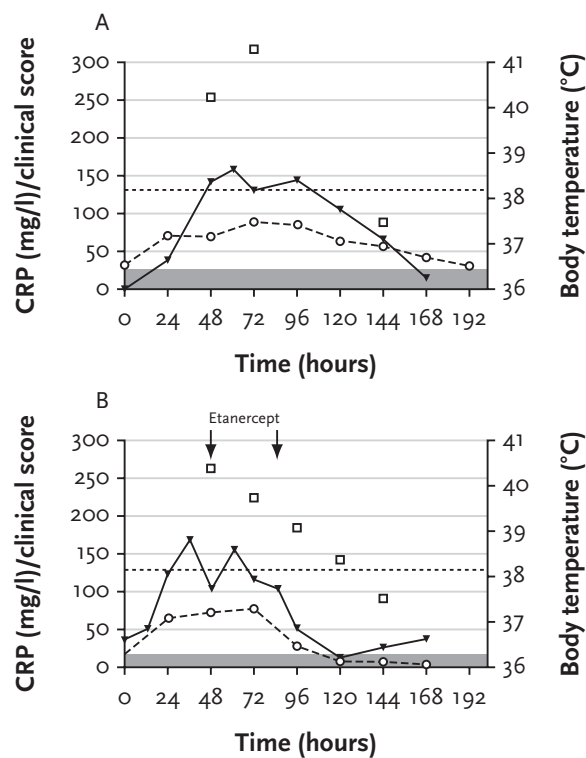 A
CRP (mg/l)/clinical score
300
250
200
150
100
50
0
41
40
39
38
37
36
Body temperature (°C)
0 24 48 72 96 120 144 168 192
Time (hours)
B
Etanercept
CRP (mg/l)/clinical score
300
250
200
150
100
50
0
41
40
39
38
37
36
Body temperature (°C)
0 24 48 72 96 120 144 168 192
Time (hours)